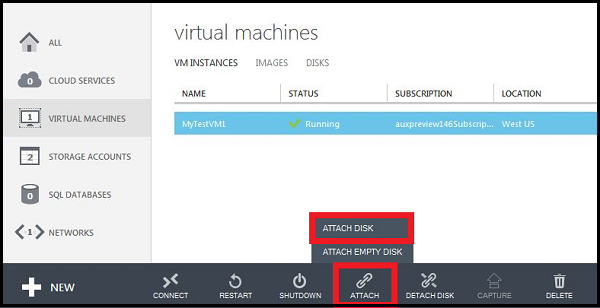 virtual machines
ALL
VM INSTANCES IMAGES DISKS
0 CLOUD SERVICES
NAME STATUS SUBSCRIPTION LOCATION
1 VIRTUAL MACHINES
MyTestVM1 Running auxpreview146Subscrip... West US
2 STORAGE ACCOUNTS
0 SQL DATABASES
1 NETWORKS
ATTACH DISK
ATTACH EMPTY DISK
NEW
CONNECT RESTART SHUTDOWN ATTACH DETACH DISK CAPTURE DELETE